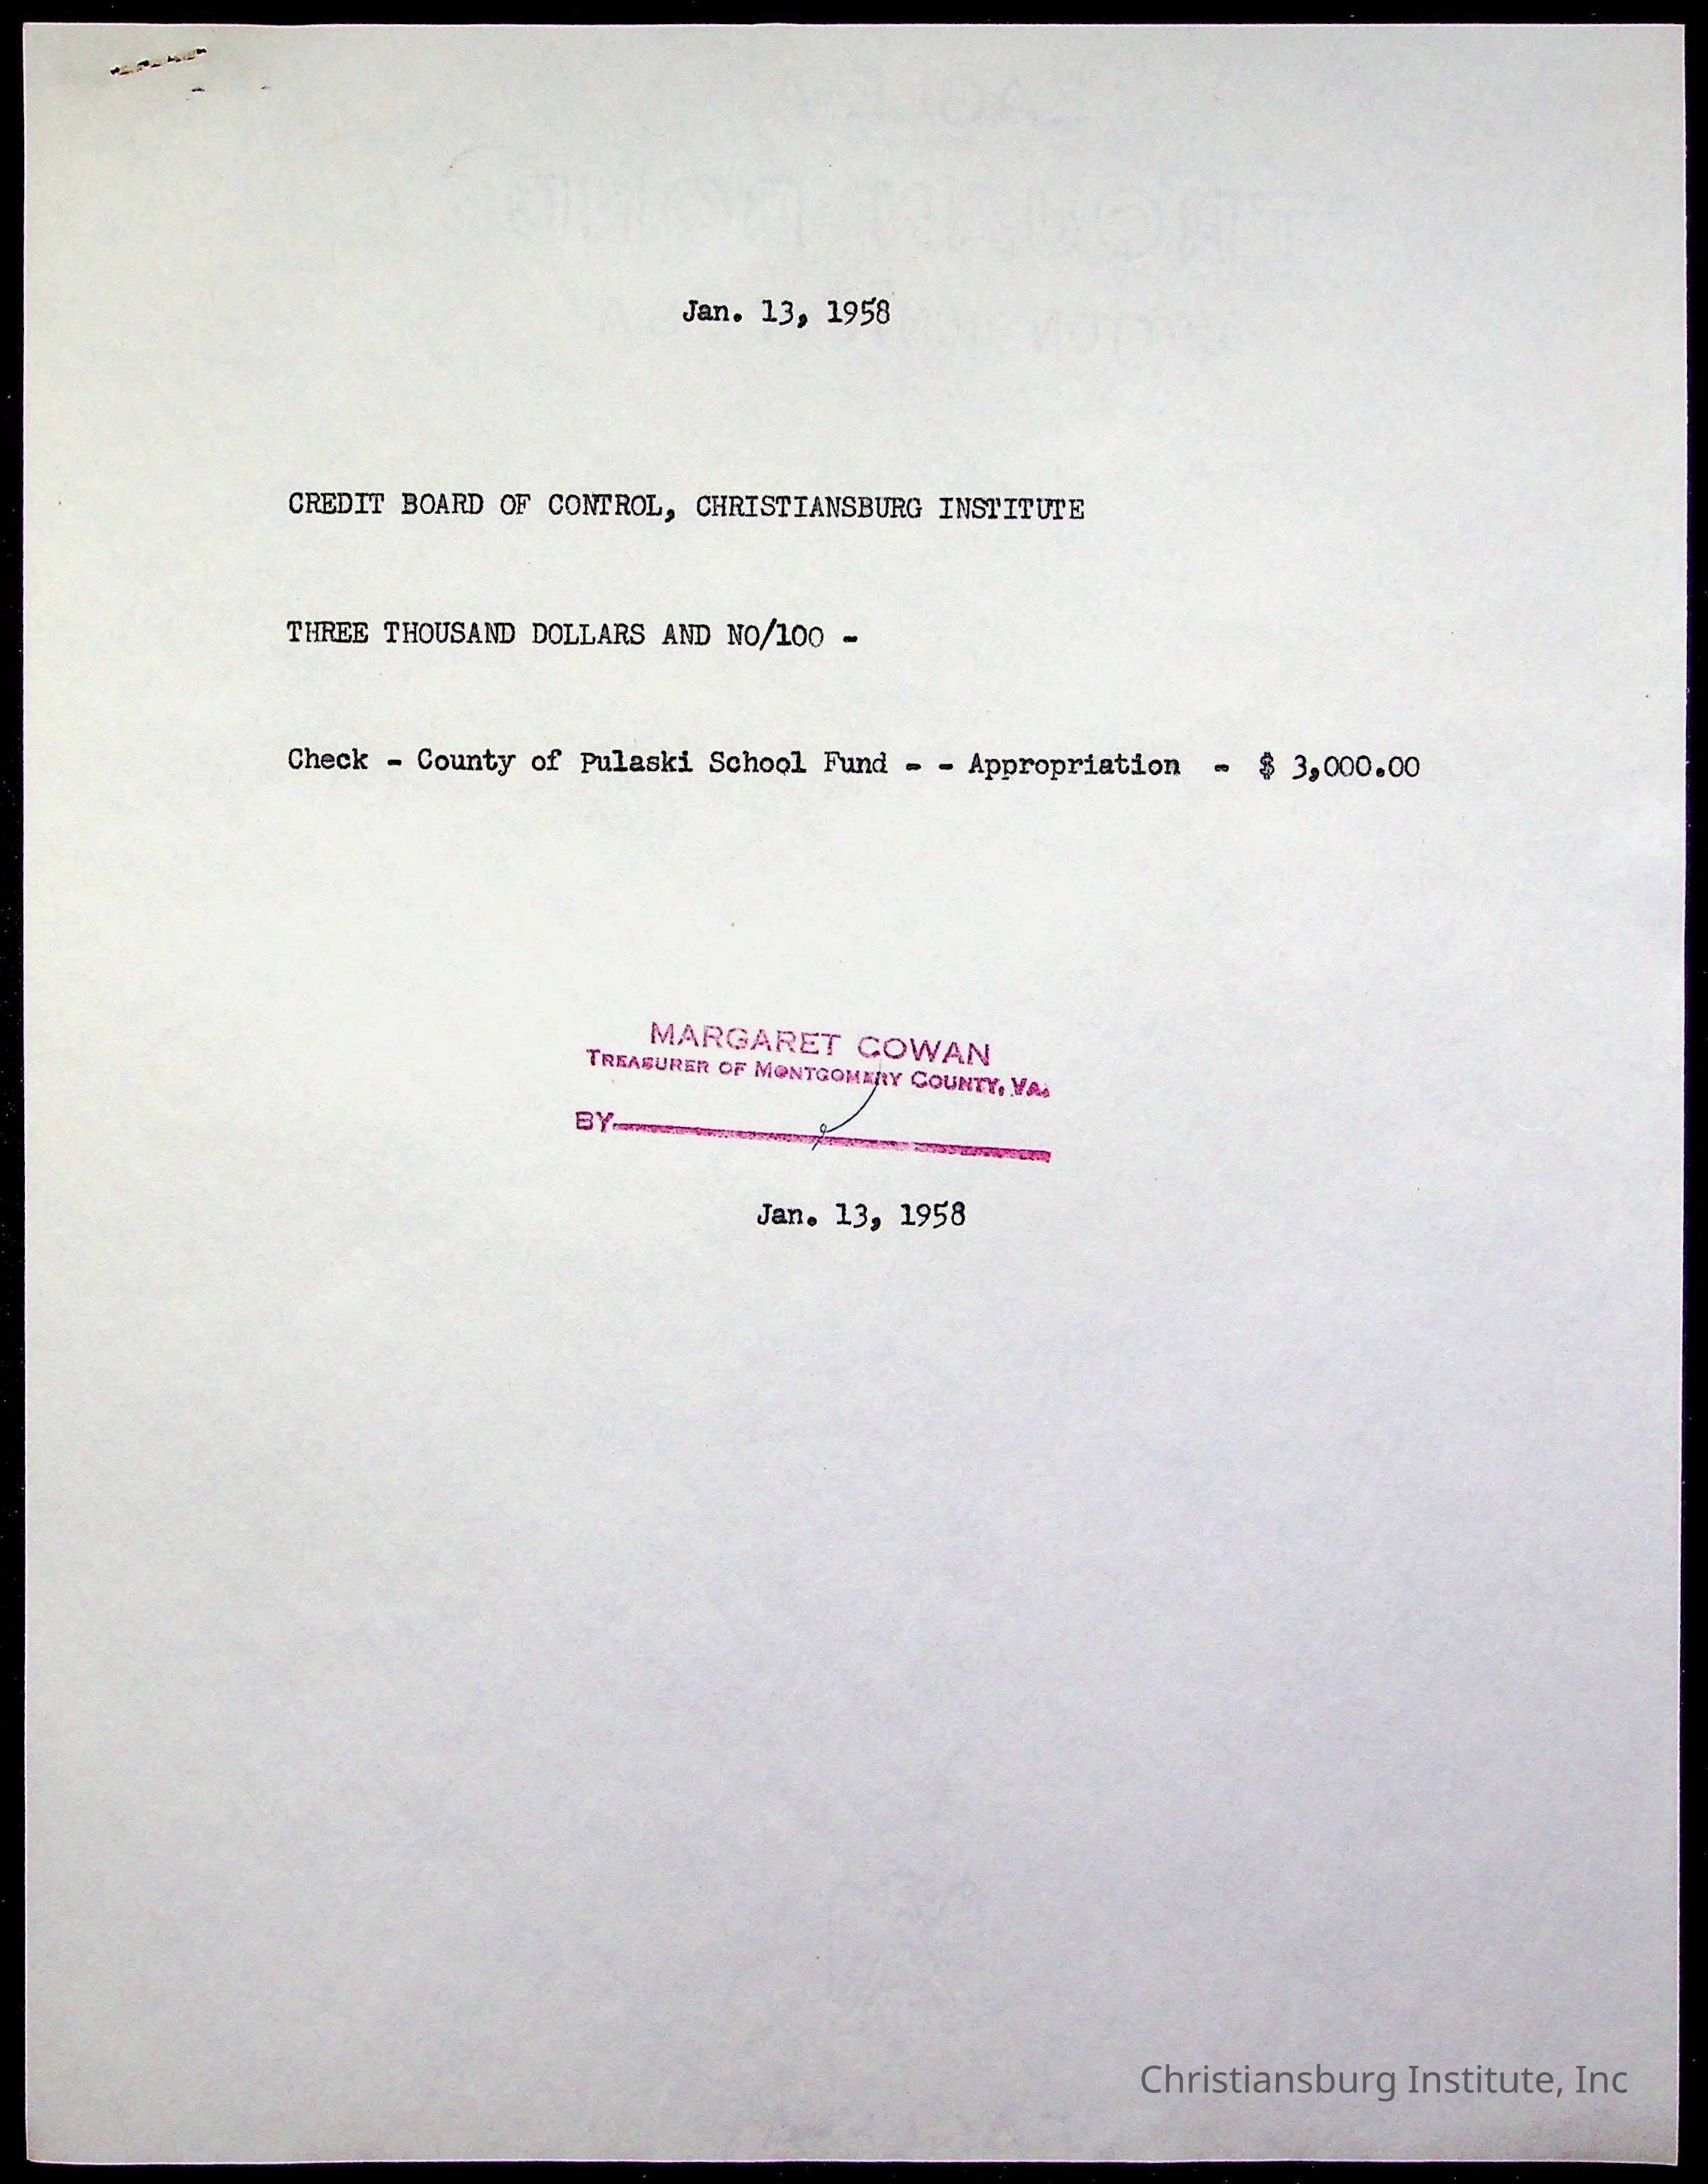 Jan. 13, 1958
CREDIT BOARD OF CONTROL, CHRISTIANSBURG INSTITUTE
THREE THOUSAND DOLLARS AND NO/100 -
Check - County of Pulaski School Fund - - Appropriation - $ 3,000.00
MARGARET COWAN
TREASURER OF MONTGOMERY COUNTY, VA.
BY
Jan. 13, 1958
Christiansburg Institute, Inc